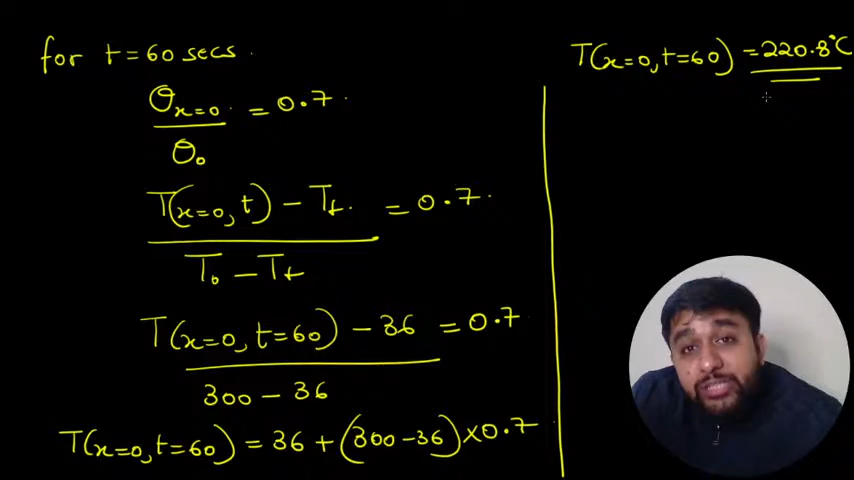 for t=60 secs.
θx=0 / θ₀ = 0.7
T(x=0, t) - Tf / T₀ - Tf = 0.7
T(x=0, t=60) - 36 / 300 - 36 = 0.7
T(x=0, t=60) = 36 + (300-36) × 0.7
T(x=0, t=60) = 220.8°C